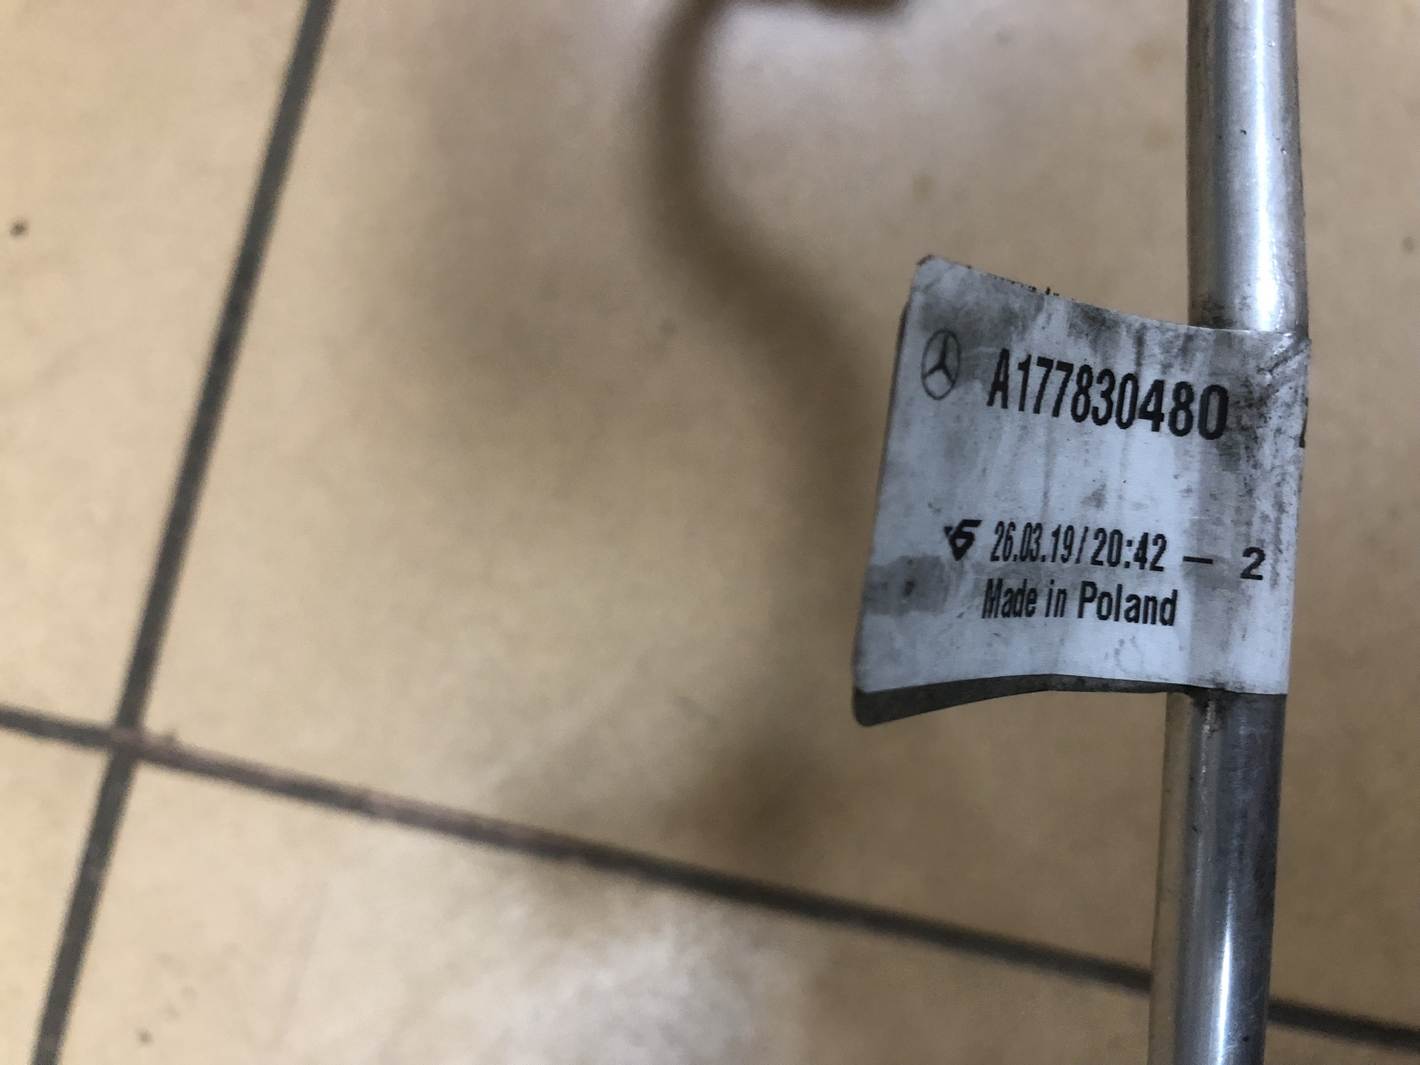 A177830480
26.03.19/20:42 – 2
Made in Poland